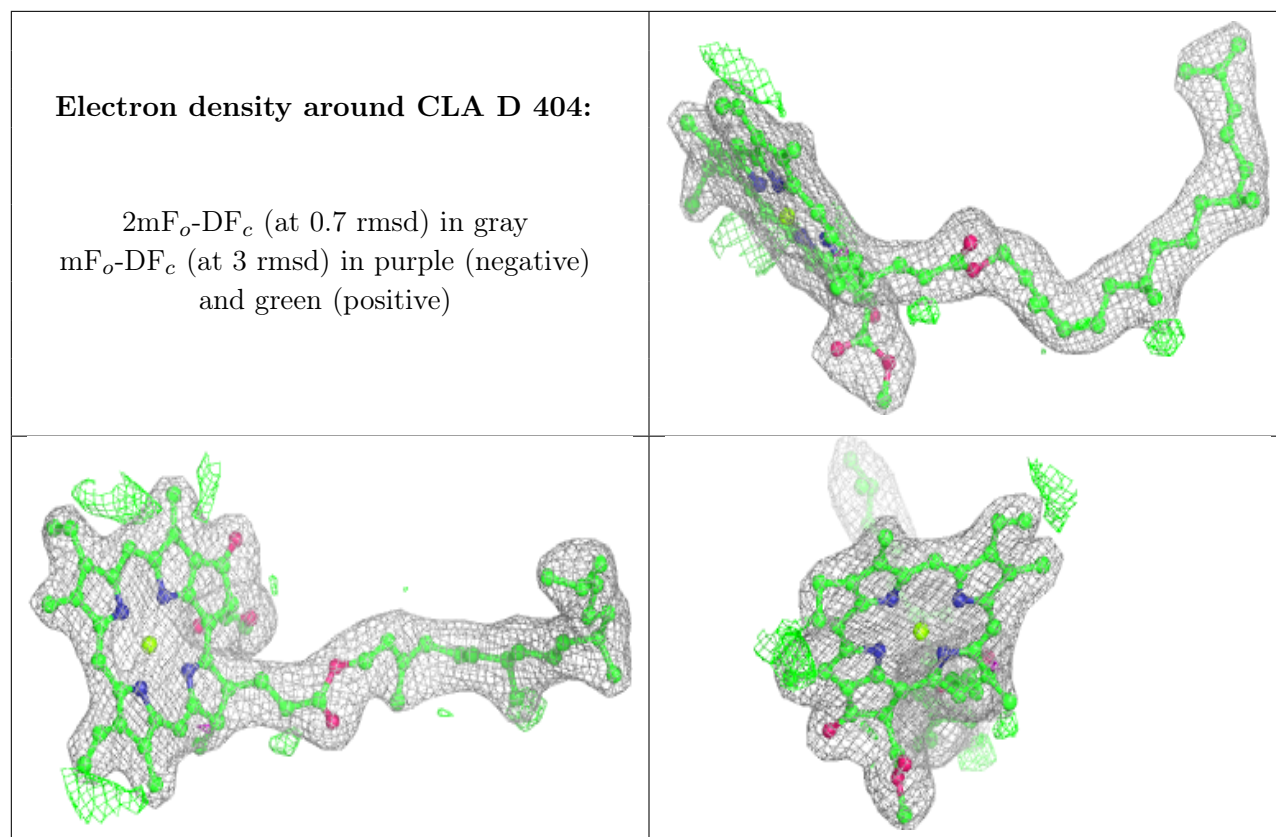 Electron density around CLA D 404:
2mFₒ-DF𝑐 (at 0.7 rmsd) in gray
mFₒ-DF𝑐 (at 3 rmsd) in purple (negative)
and green (positive)